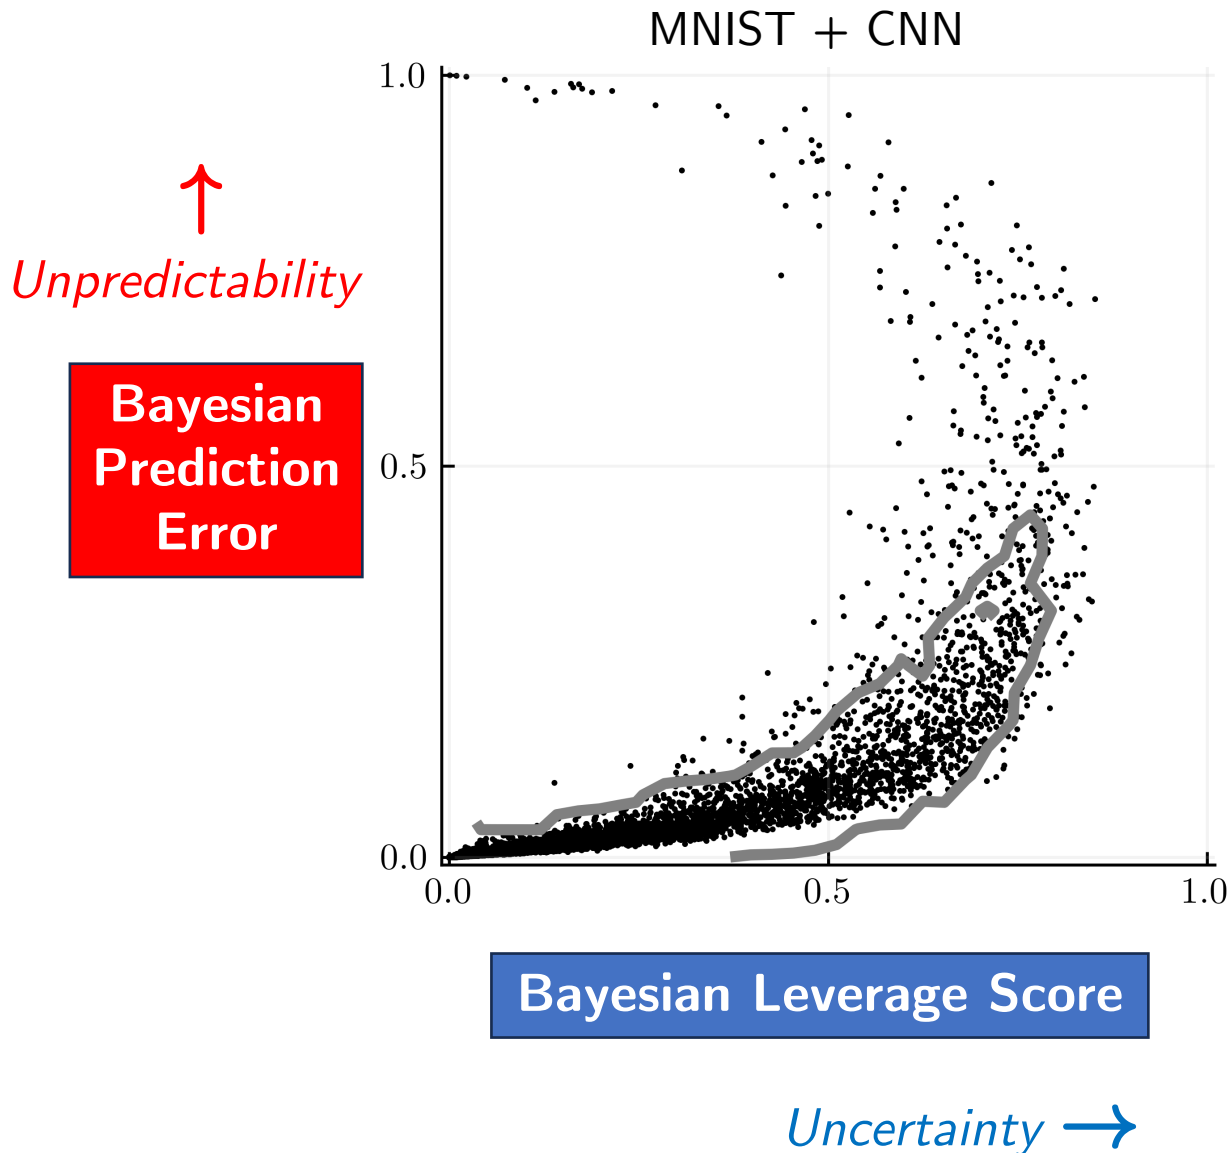 MNIST + CNN
1.0
Unpredictability
Bayesian
Prediction
Error
0.5
0.0
0.0
0.5
1.0
Bayesian Leverage Score
Uncertainty